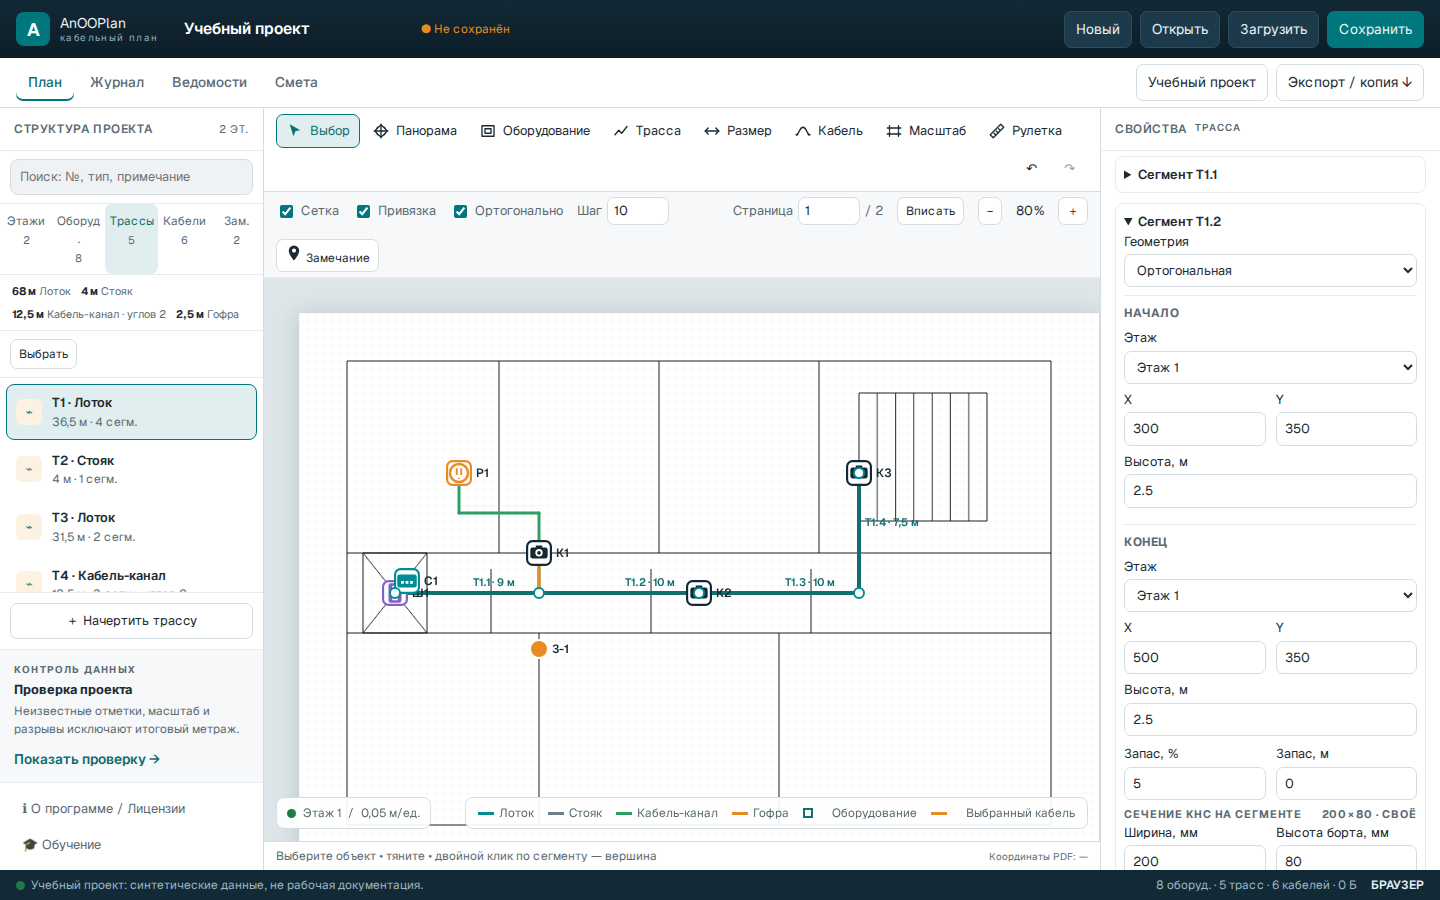 A
AnOOPlan
кабельный план
Учебный проект
Не сохранён
Новый
Открыть
Загрузить
Сохранить
План
Журнал
Ведомости
Смета
Учебный проект
Экспорт / копия ↓
СТРУКТУРА ПРОЕКТА
2 ЭТ.
Поиск: №, тип, примечание
Этажи
2
Оборуд
.
8
Трассы
5
Кабели
6
Зам.
2
68 м Лоток 4 м Стояк
12,5 м Кабель-канал · углов 2 2,5 м Гофра
Выбрать
Т1 · Лоток
36,5 м · 4 сегм.
Т2 · Стояк
4 м · 1 сегм.
Т3 · Лоток
31,5 м · 2 сегм.
Т4 · Кабель-канал
+ Начертить трассу
КОНТРОЛЬ ДАННЫХ
Проверка проекта
Неизвестные отметки, масштаб и
разрывы исключают итоговый метраж.
Показать проверку →
О программе / Лицензии
Обучение
Выбор
Панорама
Оборудование
Трасса
Размер
Кабель
Масштаб
Рулетка
Сетка
Привязка
Ортогонально
Шаг 10
Страница 1 / 2
Вписать
–
80%
+
Замечание
Р1
К3
Т1.4 · 7,5 м
К1
С1
Т1.1 · 9 м
Т1.2 · 10 м
Т1.3 · 10 м
К2
З-1
Этаж 1 / 0,05 м/ед.
Лоток
Стояк
Кабель-канал
Гофра
Оборудование
Выбранный кабель
Выберите объект • тяните • двойной клик по сегменту — вершина
Координаты PDF: —
СВОЙСТВА ТРАССА
Сегмент Т1.1
Сегмент Т1.2
Геометрия
Ортогональная
НАЧАЛО
Этаж
Этаж 1
X
Y
300
350
Высота, м
2.5
КОНЕЦ
Этаж
Этаж 1
X
Y
500
350
Высота, м
2.5
Запас, %
Запас, м
5
0
СЕЧЕНИЕ КНС НА СЕГМЕНТЕ
200×80 · СВОЁ
Ширина, мм
Высота борта, мм
200
80
Учебный проект: синтетические данные, не рабочая документация.
8 оборуд. · 5 трасс · 6 кабелей · 0 Б
БРАУЗЕР